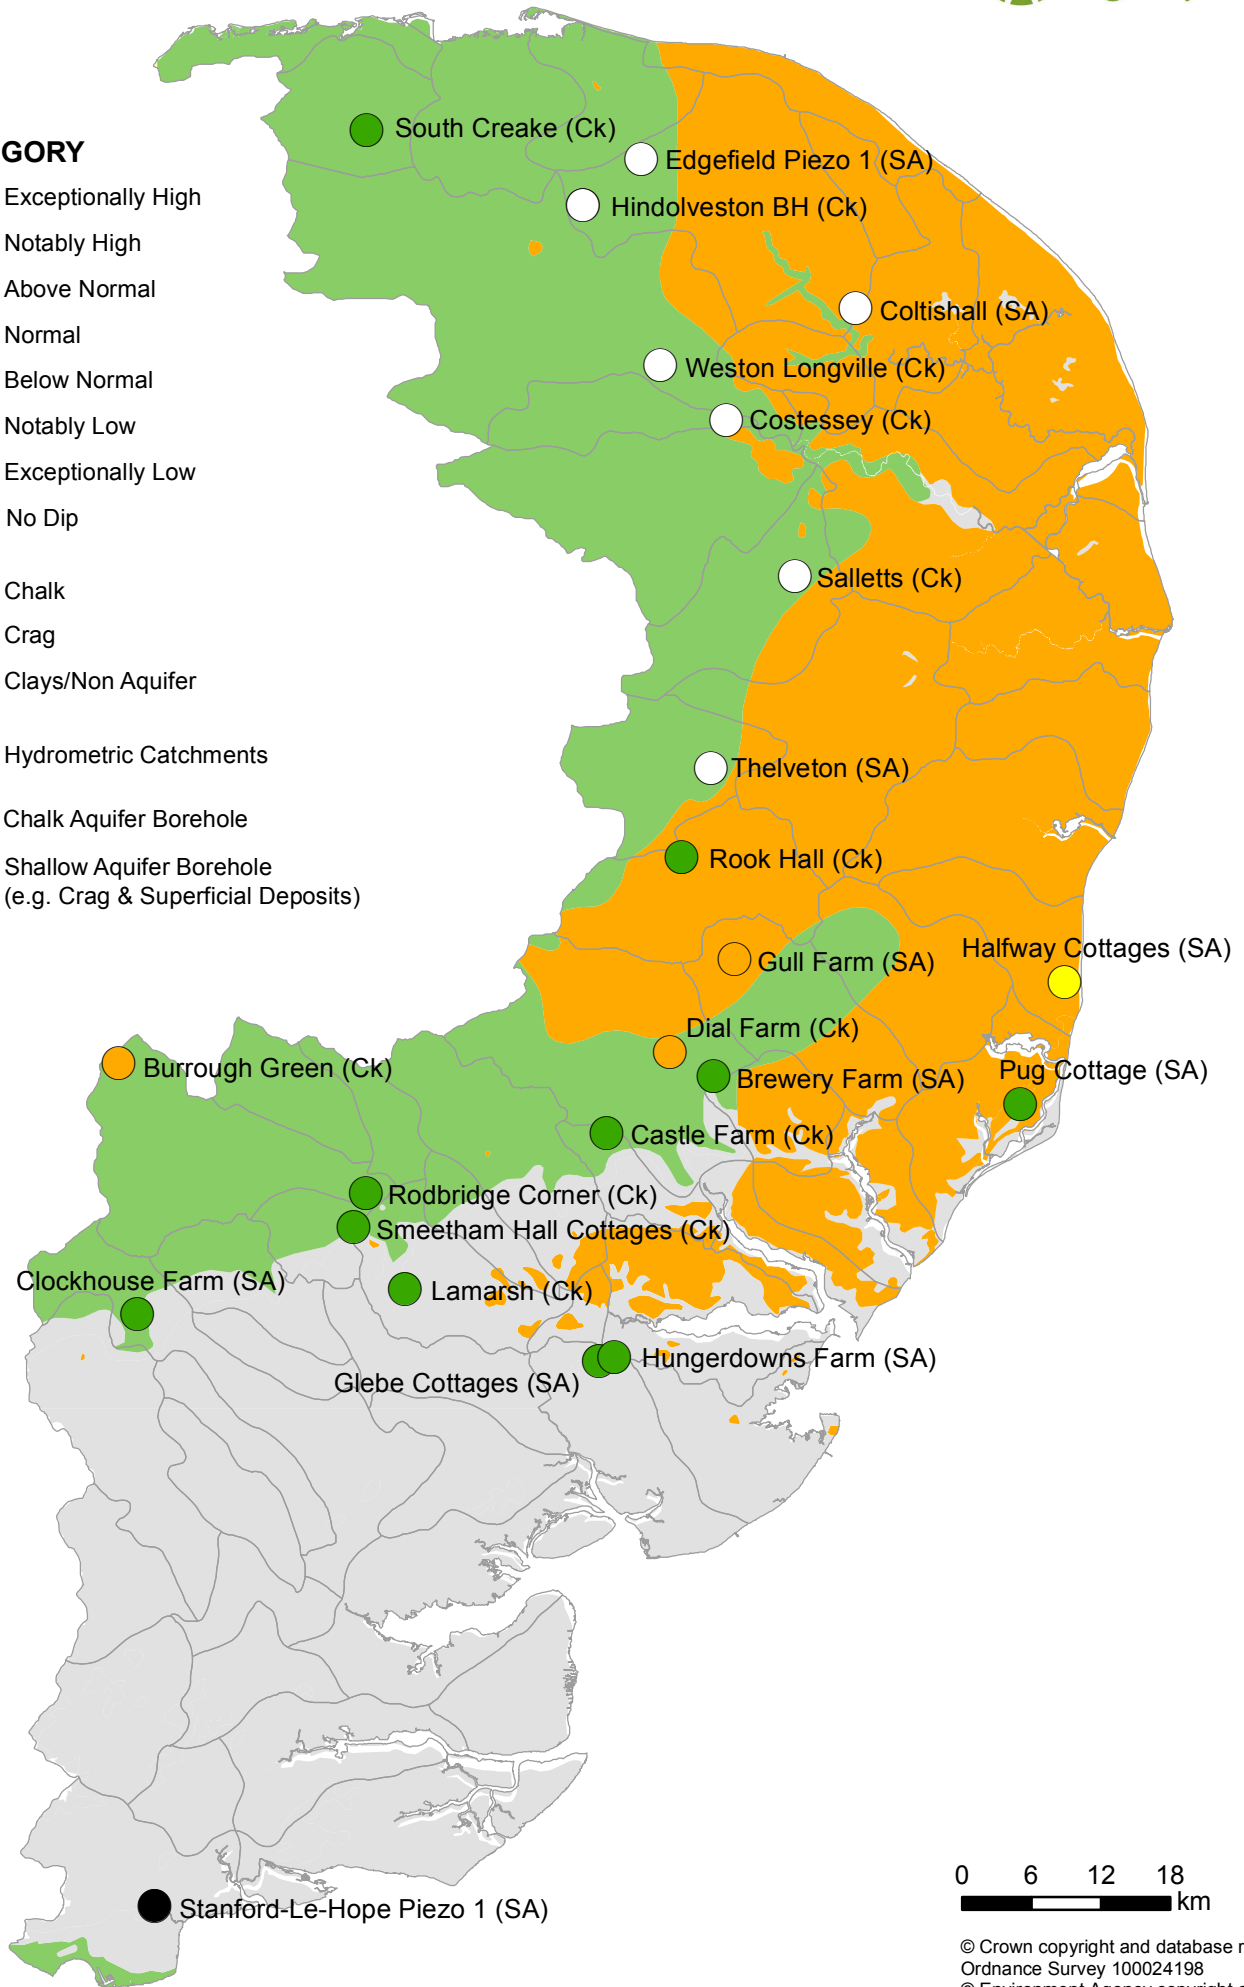 GORY
Exceptionally High
Notably High
Above Normal
Normal
Below Normal
Notably Low
Exceptionally Low
No Dip
Chalk
Crag
Clays/Non Aquifer
Hydrometric Catchments
Chalk Aquifer Borehole
Shallow Aquifer Borehole
(e.g. Crag & Superficial Deposits)
South Creake (Ck)
Edgefield Piezo 1 (SA)
Hindolveston BH (Ck)
Coltishall (SA)
Weston Longville (Ck)
Costessey (Ck)
Salletts (Ck)
Thelveton (SA)
Rook Hall (Ck)
Halfway Cottages (SA)
Gull Farm (SA)
Dial Farm (Ck)
Burrough Green (Ck)
Brewery Farm (SA)
Pug Cottage (SA)
Castle Farm (Ck)
Rodbridge Corner (Ck)
Smeetham Hall Cottages (Ck)
Clockhouse Farm (SA)
Lamarsh (Ck)
Hungerdowns Farm (SA)
Glebe Cottages (SA)
Stanford-Le-Hope Piezo 1 (SA)
0 6 12 18
km
© Crown copyright and database
Ordnance Survey 100024198
© Environment Agency copyright